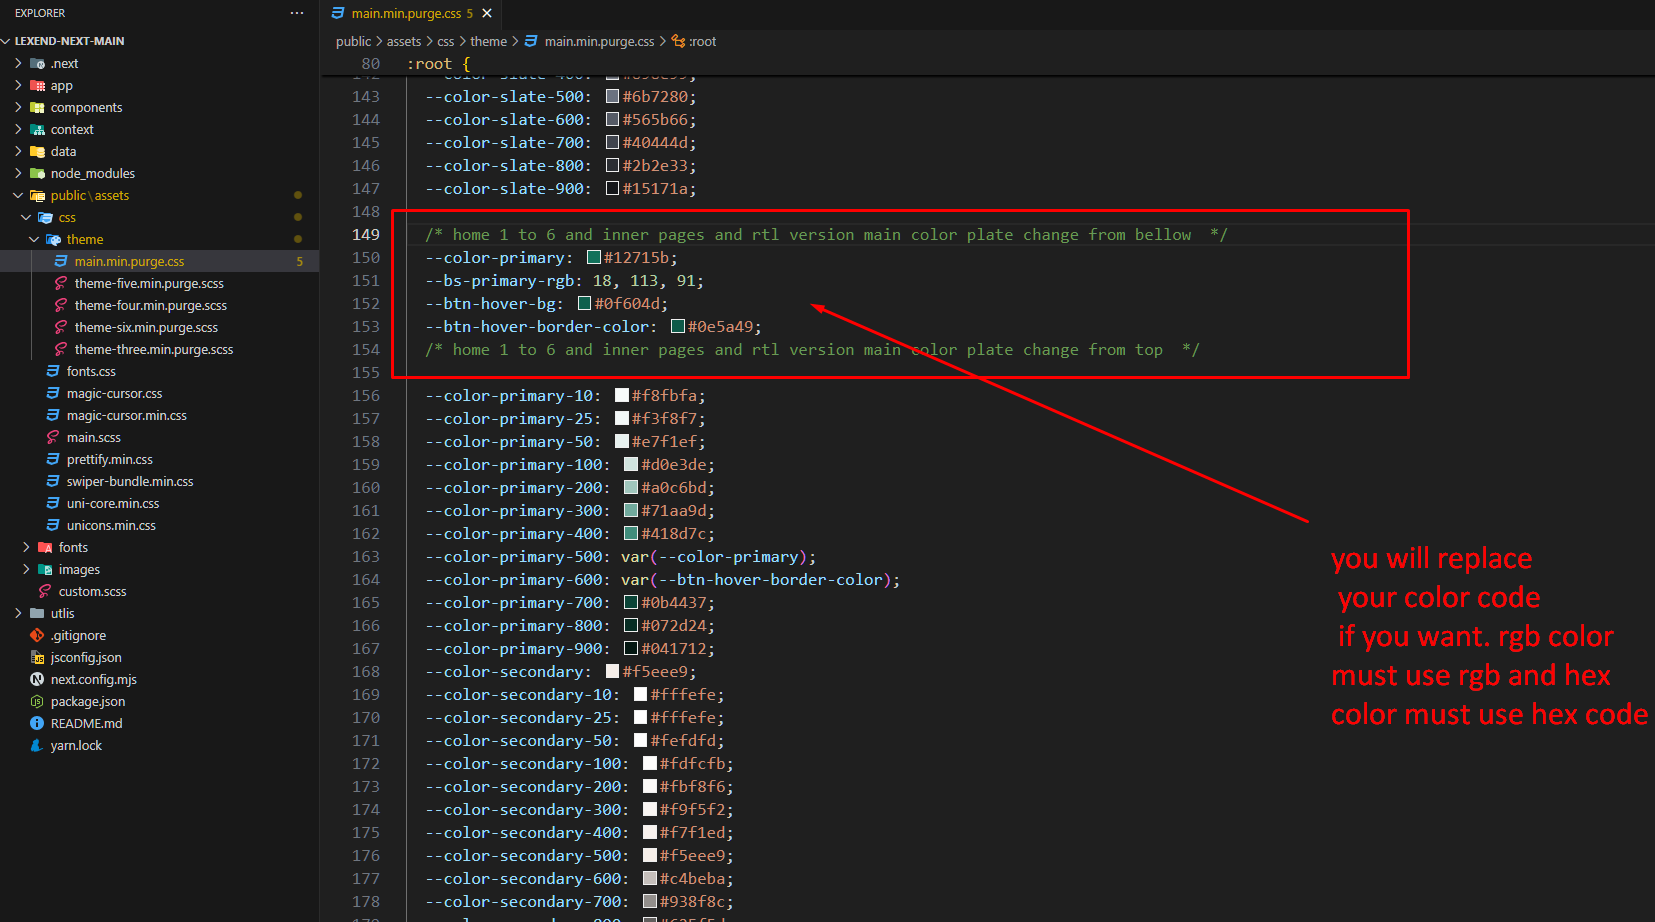 EXPLORER
···
LEXEND-NEXT-MAIN
.next
app
components
context
data
node_modules
public\assets
css
theme
main.min.purge.css 5
theme-five.min.purge.scss
theme-four.min.purge.scss
theme-six.min.purge.scss
theme-three.min.purge.scss
fonts.css
magic-cursor.css
magic-cursor.min.css
main.scss
prettify.min.css
swiper-bundle.min.css
uni-core.min.css
unicons.min.css
fonts
images
custom.scss
utlis
.gitignore
jsconfig.json
next.config.mjs
package.json
README.md
yarn.lock
main.min.purge.css 5
public > assets > css > theme > main.min.purge.css > :root
80 :root {
143 --color-slate-500: #6b7280;
144 --color-slate-600: #565b66;
145 --color-slate-700: #40444d;
146 --color-slate-800: #2b2e33;
147 --color-slate-900: #15171a;
148
149 /* home 1 to 6 and inner pages and rtl version main color plate change from bellow  */
150 --color-primary: #12715b;
151 --bs-primary-rgb: 18, 113, 91;
152 --btn-hover-bg: #0f604d;
153 --btn-hover-border-color: #0e5a49;
154 /* home 1 to 6 and inner pages and rtl version main color plate change from top  */
155
156 --color-primary-10: #f8fbfa;
157 --color-primary-25: #f3f8f7;
158 --color-primary-50: #e7f1ef;
159 --color-primary-100: #d0e3de;
160 --color-primary-200: #a0c6bd;
161 --color-primary-300: #71aa9d;
162 --color-primary-400: #418d7c;
163 --color-primary-500: var(--color-primary);
164 --color-primary-600: var(--btn-hover-border-color);
165 --color-primary-700: #0b4437;
166 --color-primary-800: #072d24;
167 --color-primary-900: #041712;
168 --color-secondary: #f5eee9;
169 --color-secondary-10: #fffefe;
170 --color-secondary-25: #fffefe;
171 --color-secondary-50: #fefdfd;
172 --color-secondary-100: #fdfcfb;
173 --color-secondary-200: #fbf8f6;
174 --color-secondary-300: #f9f5f2;
175 --color-secondary-400: #f7f1ed;
176 --color-secondary-500: #f5eee9;
177 --color-secondary-600: #c4beba;
178 --color-secondary-700: #938f8c;
you will replace
your color code
if you want. rgb color
must use rgb and hex
color must use hex code